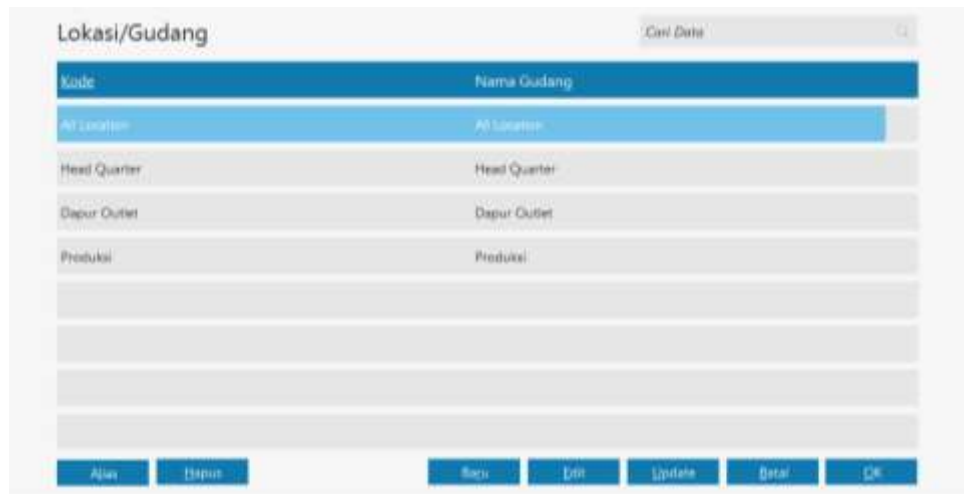 Lokasi/Gudang
Cari Data
Kode Nama Gudang
All Location All Location
Head Quarter Head Quarter
Dapur Outlet Dapur Outlet
Produksi Produksi
Alias Hapus Baru Edit Update Batal OK